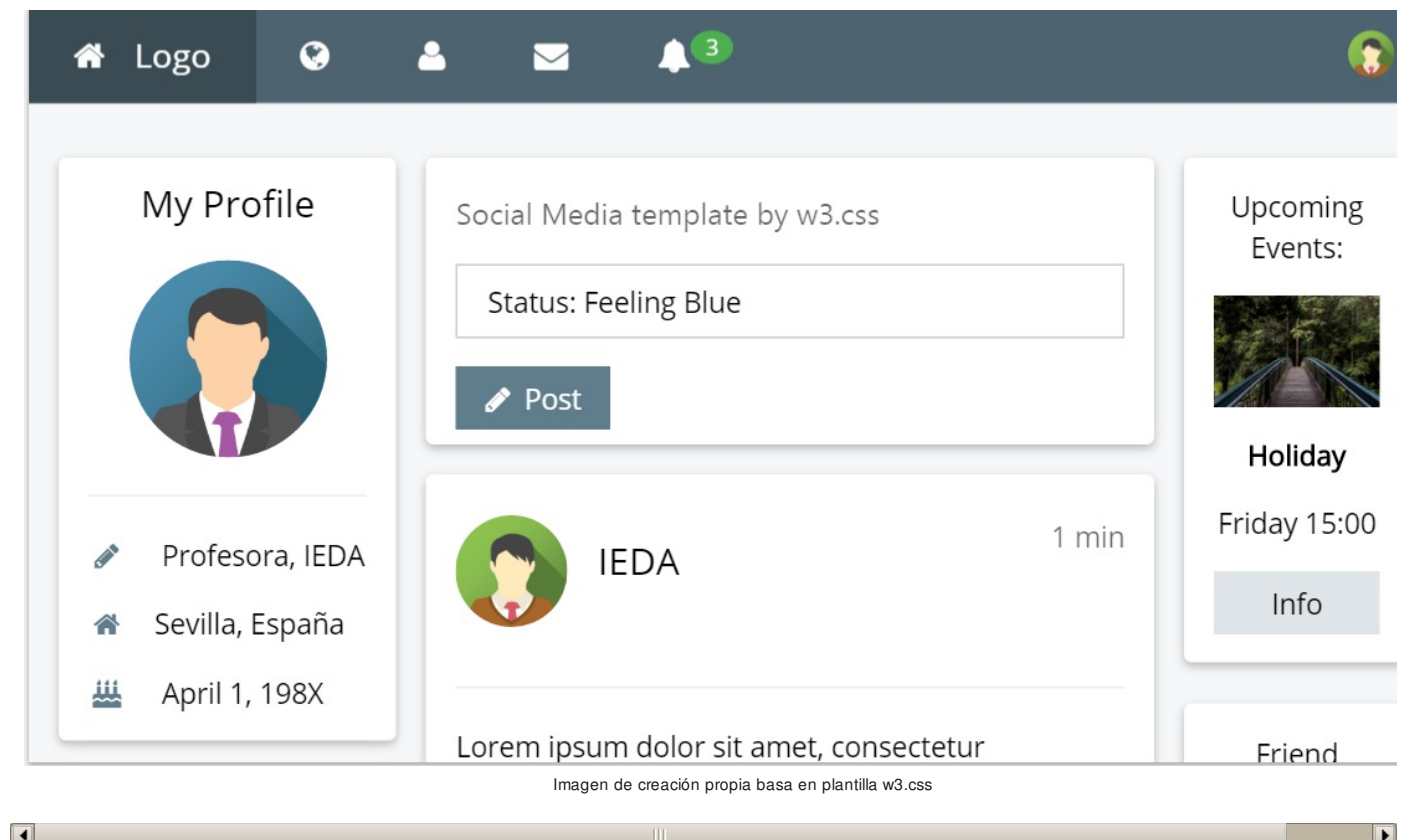 Logo
3
My Profile
Profesora, IEDA
Sevilla, España
April 1, 198X
Social Media template by w3.css
Status: Feeling Blue
Post
IEDA
1 min
Lorem ipsum dolor sit amet, consectetur
Upcoming
Events:
Holiday
Friday 15:00
Info
Friend
Imagen de creación propia basa en plantilla w3.css